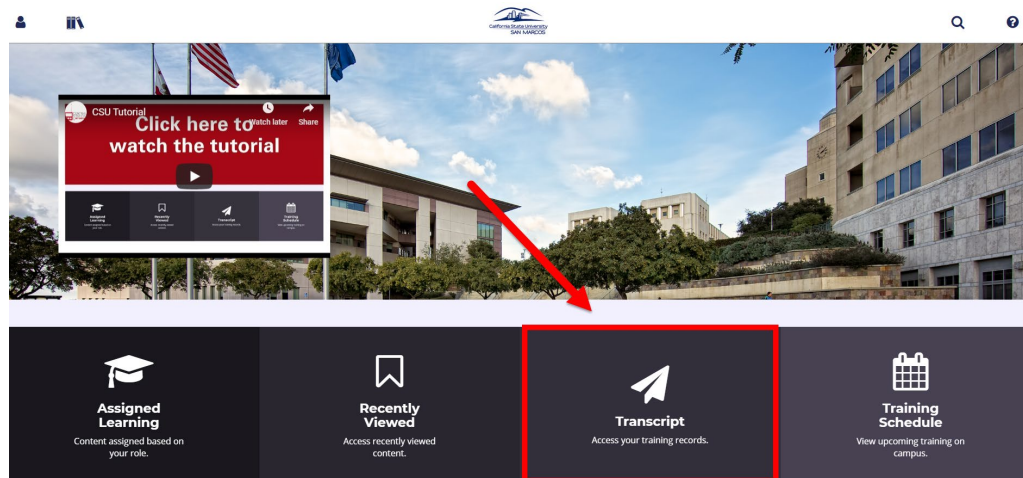 California State University
SAN MARCOS
CSU Tutorial
Watch later
Share
Click here to
watch the tutorial
Assigned
Learning
Recently
Viewed
Transcript
Training
Schedule
Assigned
Learning
Content assigned based on
your role.
Recently
Viewed
Access recently viewed
content.
Transcript
Access your training records.
Training
Schedule
View upcoming training on
campus.